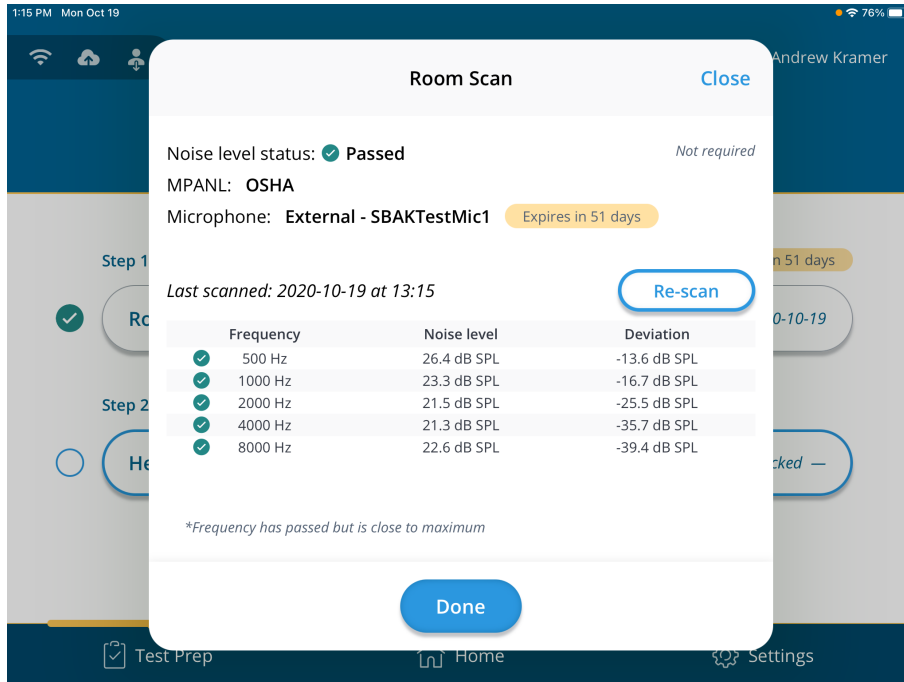 1:15 PM Mon Oct 19
76%
Andrew Kramer
Room Scan
Close
Noise level status: Passed
Not required
MPANL: OSHA
Microphone: External - SBAKTestMic1
Expires in 51 days
Step 1
n 51 days
Last scanned: 2020-10-19 at 13:15
Re-scan
Ro
0-10-19
Frequency Noise level Deviation
500 Hz 26.4 dB SPL -13.6 dB SPL
1000 Hz 23.3 dB SPL -16.7 dB SPL
2000 Hz 21.5 dB SPL -25.5 dB SPL
4000 Hz 21.3 dB SPL -35.7 dB SPL
8000 Hz 22.6 dB SPL -39.4 dB SPL
Step 2
He
cked —
*Frequency has passed but is close to maximum
Done
Test Prep
Home
Settings